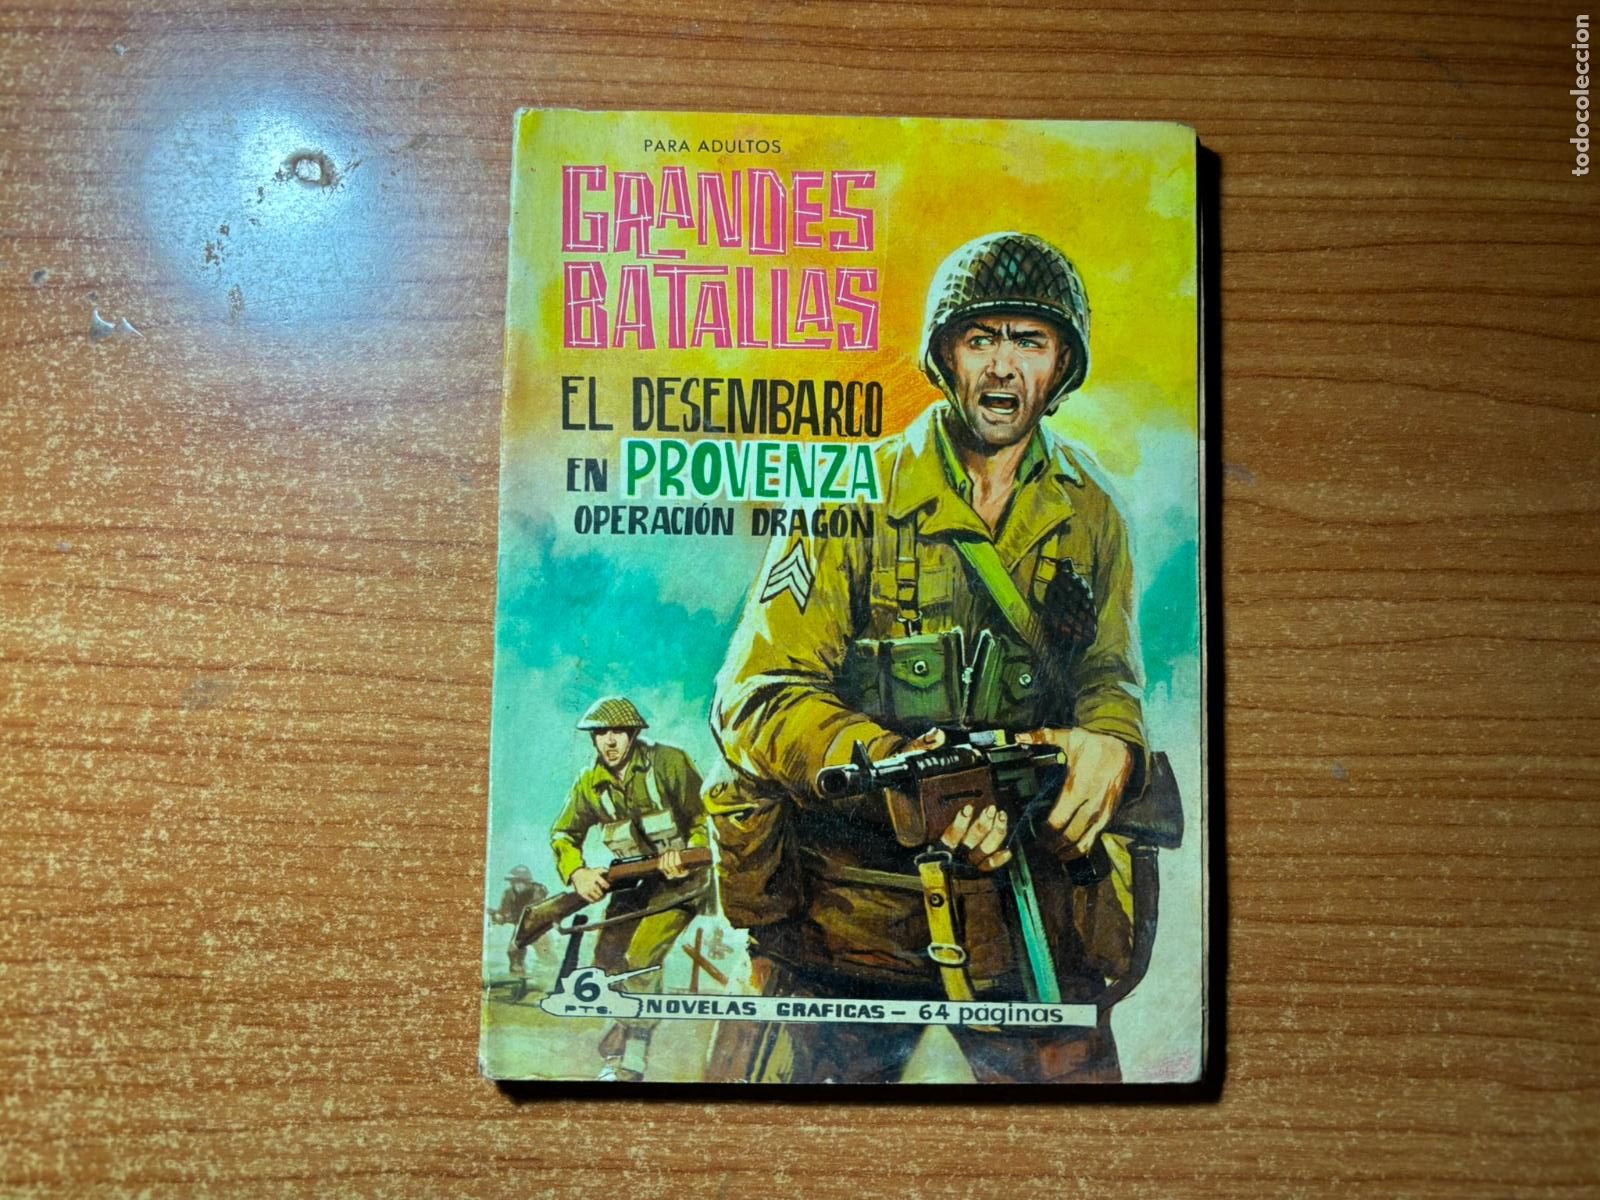 PARA ADULTOS
GRANDES
BATALLAS
EL DESEMBARCO
EN PROVENZA
OPERACIÓN DRAGÓN
6
PTS.
NOVELAS GRAFICAS - 64 páginas
todocoleccion